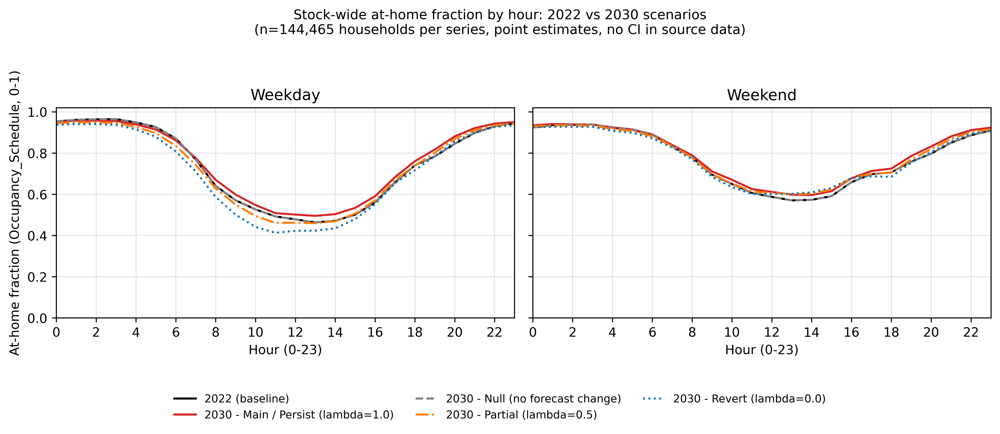 Stock-wide at-home fraction by hour: 2022 vs 2030 scenarios
(n=144,465 households per series, point estimates, no CI in source data)
At-home fraction (Occupancy_Schedule, 0-1)
Weekday
1.0
0.8
0.6
0.4
0.2
0.0
0 2 4 6 8 10 12 14 16 18 20 22
Hour (0-23)
Weekend
0 2 4 6 8 10 12 14 16 18 20 22
Hour (0-23)
2022 (baseline)
2030 - Main / Persist (lambda=1.0)
2030 - Null (no forecast change)
2030 - Partial (lambda=0.5)
2030 - Revert (lambda=0.0)